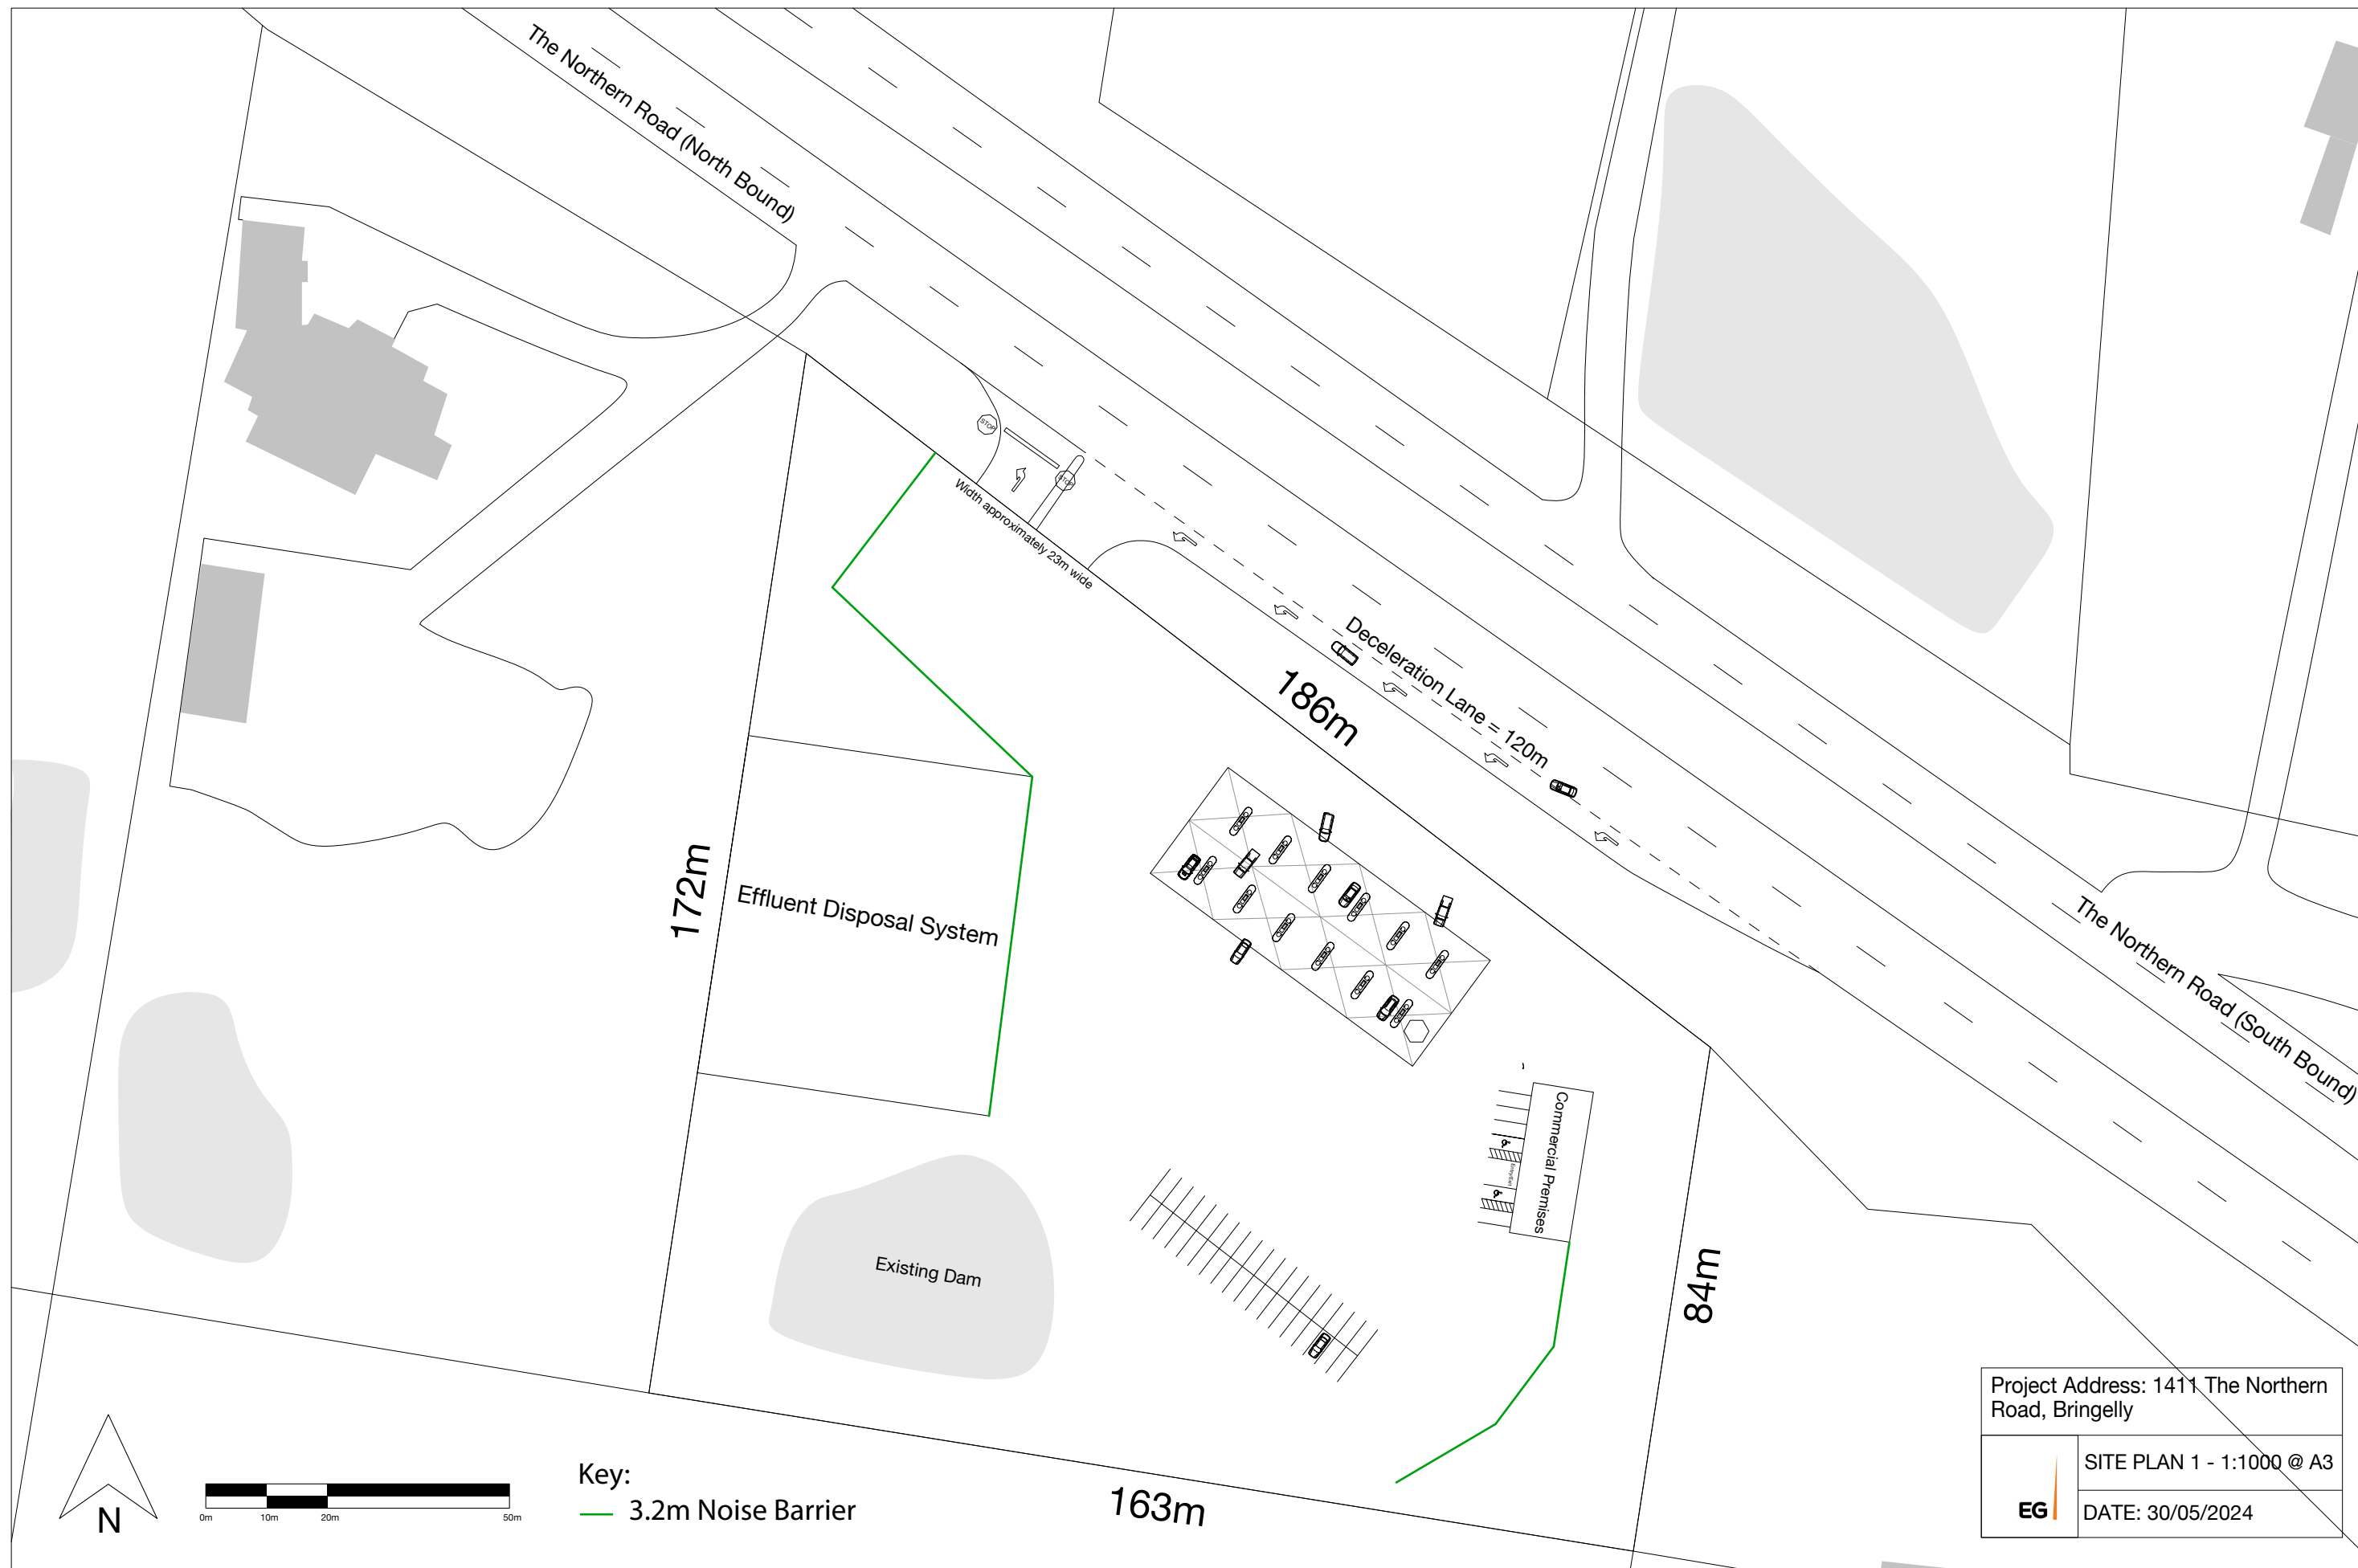 The Northern Road (North Bound)
STOP
STOP
Width approximately 23m wide
Deceleration Lane = 120m
186m
172m
Effluent Disposal System
The Northern Road (South Bound)
Commercial Premises
Existing Dam
84m
163m
N
0m 10m 20m 50m
Key:
3.2m Noise Barrier
Project Address: 1411 The Northern
Road, Bringelly
SITE PLAN 1 - 1:1000 @ A3
EG
DATE: 30/05/2024